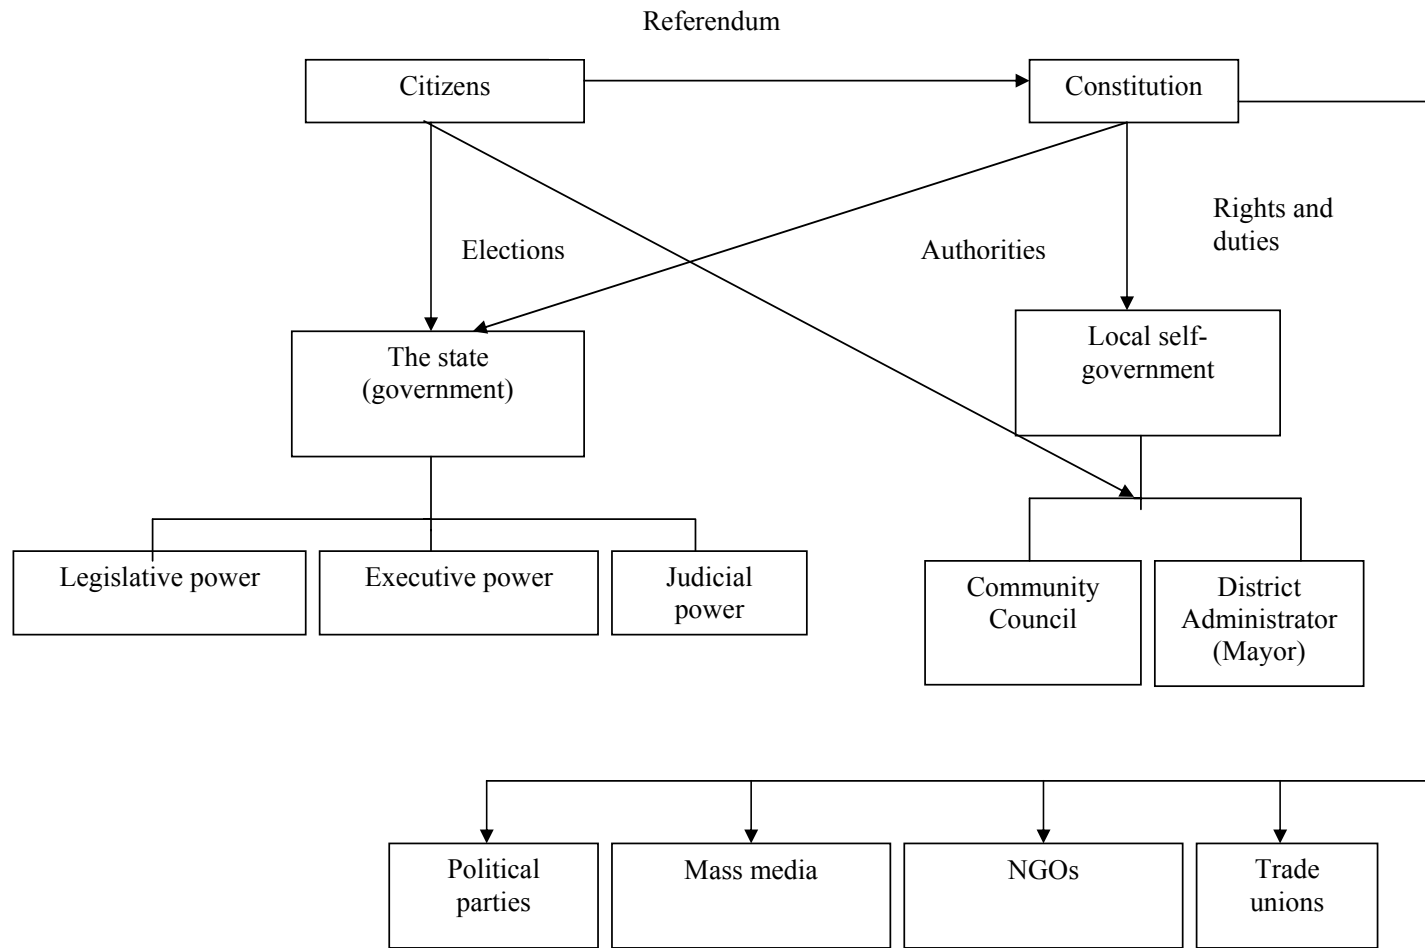 Referendum
Citizens
Constitution
Rights and
duties
Elections
Authorities
The state
(government)
Local self-
government
Legislative power
Executive power
Judicial
power
Community
Council
District
Administrator
(Mayor)
Political
parties
Mass media
NGOs
Trade
unions